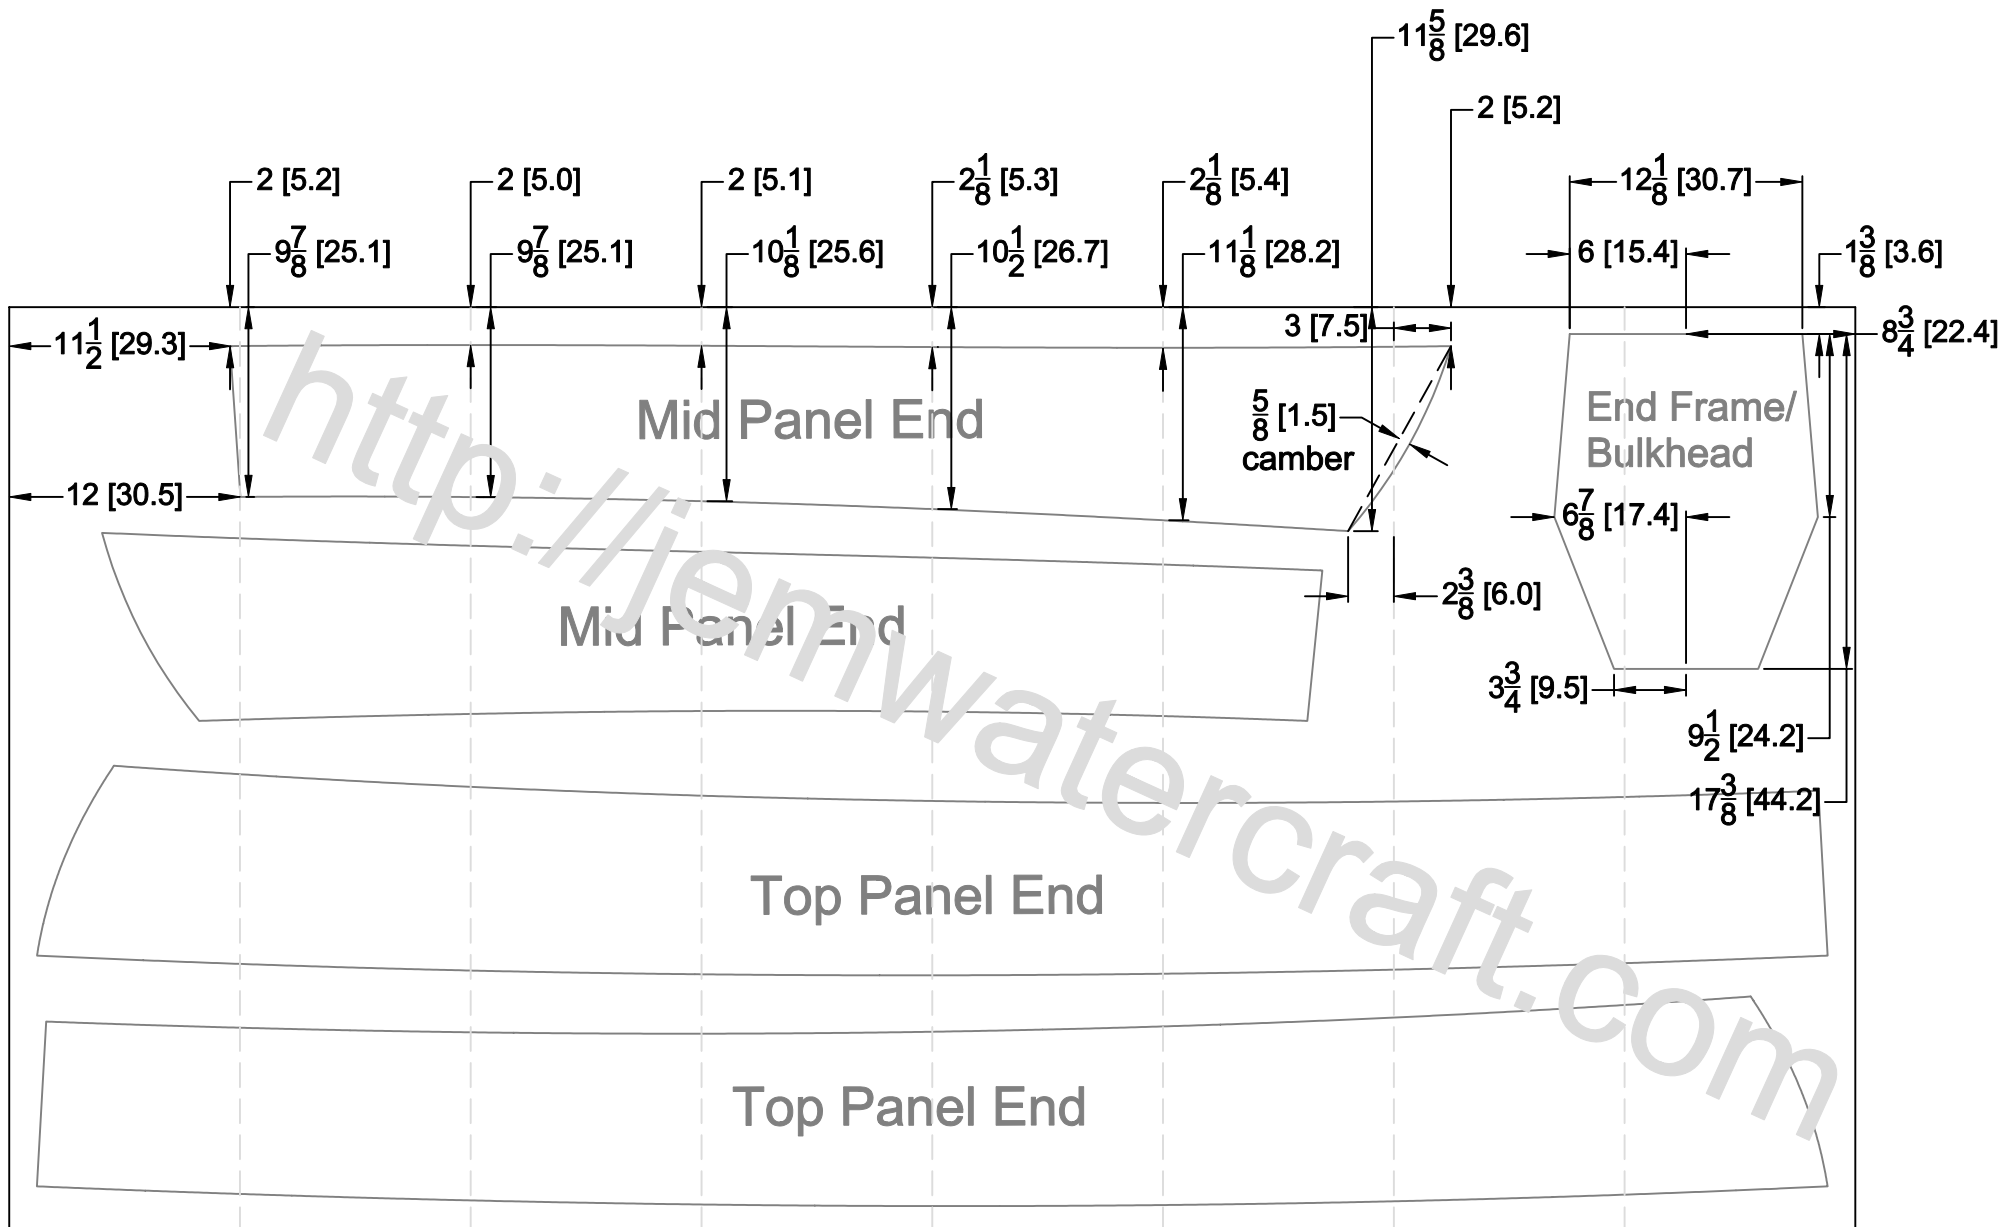 11 5/8 [29.6]
2 [5.2]
2 [5.2]
2 [5.0]
2 [5.1]
2 1/8 [5.3]
2 1/8 [5.4]
12 1/8 [30.7]
9 7/8 [25.1]
9 7/8 [25.1]
10 1/8 [25.6]
10 1/2 [26.7]
11 1/8 [28.2]
6 [15.4]
1 3/8 [3.6]
11 1/2 [29.3]
3 [7.5]
8 3/4 [22.4]
Mid Panel End
5/8 [1.5]
camber
End Frame/
Bulkhead
12 [30.5]
6 7/8 [17.4]
2 3/8 [6.0]
Mid Panel End
3 3/4 [9.5]
9 1/2 [24.2]
17 3/8 [44.2]
Top Panel End
Top Panel End
http://jemwatercraft.com